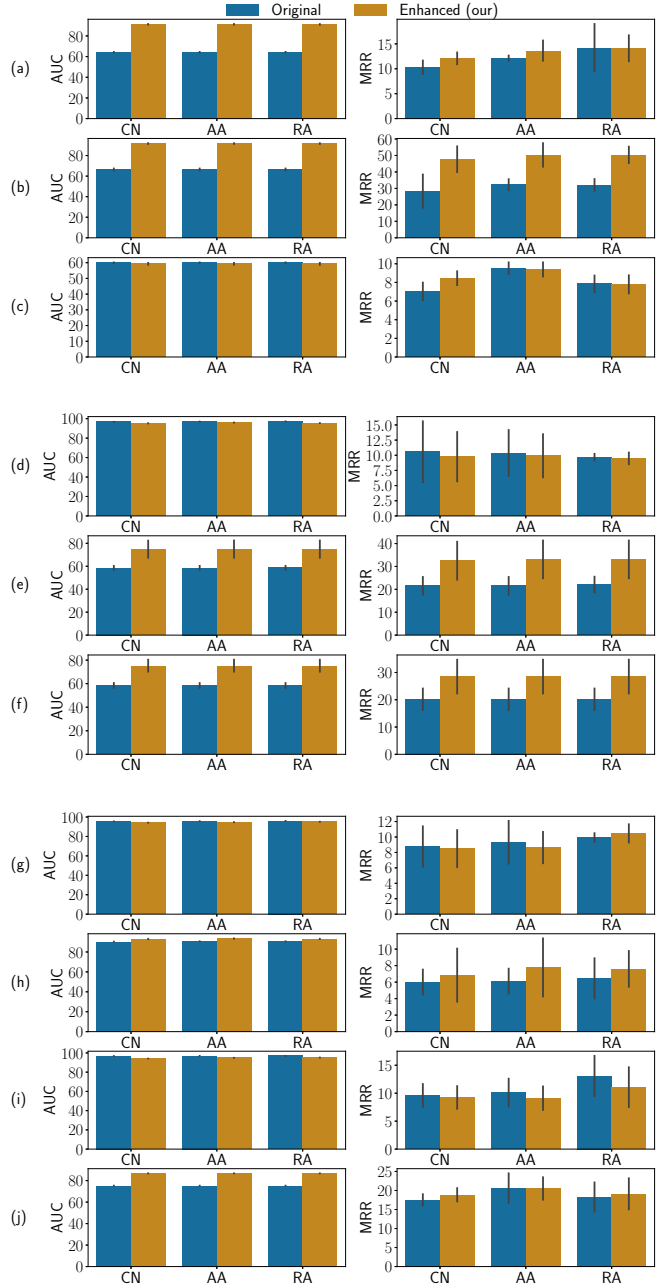 Original Enhanced (our)
(a) AUC 80 60 40 20 0 CN AA RA MRR 15 10 5 0 CN AA RA
(b) AUC 80 60 40 20 0 CN AA RA MRR 60 50 40 30 20 10 0 CN AA RA
(c) AUC 60 50 40 30 20 10 0 CN AA RA MRR 10 8 6 4 2 0 CN AA RA
(d) AUC 100 80 60 40 20 0 CN AA RA MRR 15.0 12.5 10.0 7.5 5.0 2.5 0.0 CN AA RA
(e) AUC 80 60 40 20 0 CN AA RA MRR 40 30 20 10 0 CN AA RA
(f) AUC 80 60 40 20 0 CN AA RA MRR 30 20 10 0 CN AA RA
(g) AUC 100 80 60 40 20 0 CN AA RA MRR 12 10 8 6 4 2 0 CN AA RA
(h) AUC 80 60 40 20 0 CN AA RA MRR 10 8 6 4 2 0 CN AA RA
(i) AUC 100 80 60 40 20 0 CN AA RA MRR 15 10 5 0 CN AA RA
(j) AUC 80 60 40 20 0 CN AA RA MRR 25 20 15 10 5 0 CN AA RA